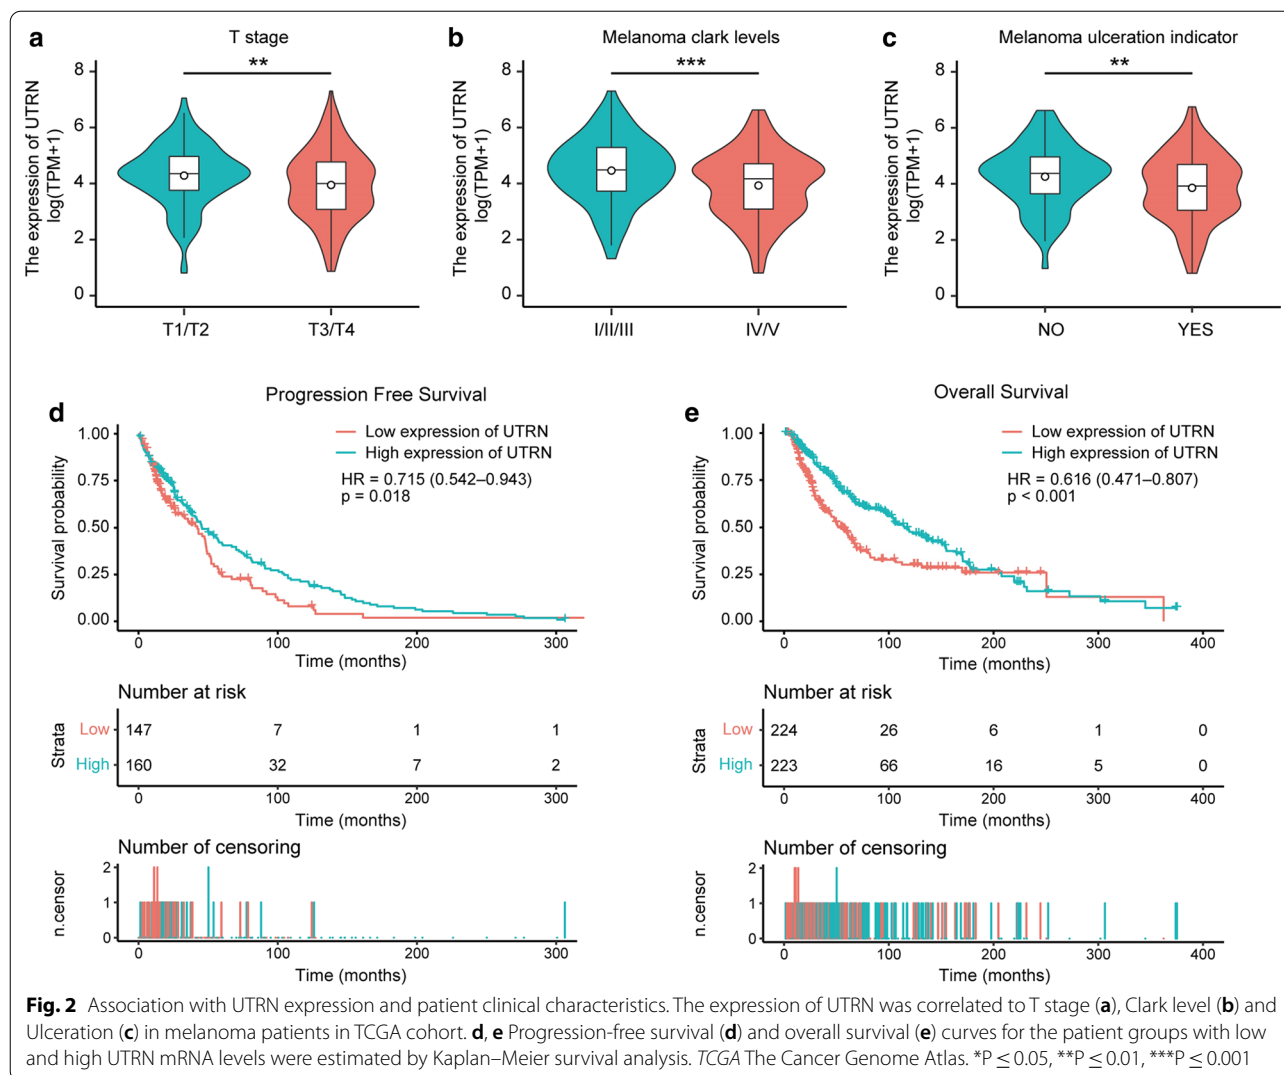 a
T stage
**
The expression of UTRN
log(TPM+1)
8
6
4
2
0
T1/T2
T3/T4
b
Melanoma clark levels
***
The expression of UTRN
log(TPM+1)
8
6
4
2
0
I/II/III
IV/V
c
Melanoma ulceration indicator
**
The expression of UTRN
log(TPM+1)
8
6
4
2
0
NO
YES
d
Progression Free Survival
Low expression of UTRN
High expression of UTRN
HR = 0.715 (0.542–0.943)
p = 0.018
Survival probability
1.00
0.75
0.50
0.25
0.00
0 100 200 300
Time (months)
Number at risk
Strata
Low 147 7 1 1
High 160 32 7 2
0 100 200 300
Time (months)
Number of censoring
n.censor
2
1
0
0 100 200 300
Time (months)
e
Overall Survival
Low expression of UTRN
High expression of UTRN
HR = 0.616 (0.471–0.807)
p < 0.001
Survival probability
1.00
0.75
0.50
0.25
0.00
0 100 200 300 400
Time (months)
Number at risk
Strata
Low 224 26 6 1 0
High 223 66 16 5 0
0 100 200 300 400
Time (months)
Number of censoring
n.censor
2
1
0
0 100 200 300 400
Time (months)
Fig. 2 Association with UTRN expression and patient clinical characteristics. The expression of UTRN was correlated to T stage (a), Clark level (b) and
Ulceration (c) in melanoma patients in TCGA cohort. d, e Progression-free survival (d) and overall survival (e) curves for the patient groups with low
and high UTRN mRNA levels were estimated by Kaplan–Meier survival analysis. TCGA The Cancer Genome Atlas. *P ≤ 0.05, **P ≤ 0.01, ***P ≤ 0.001